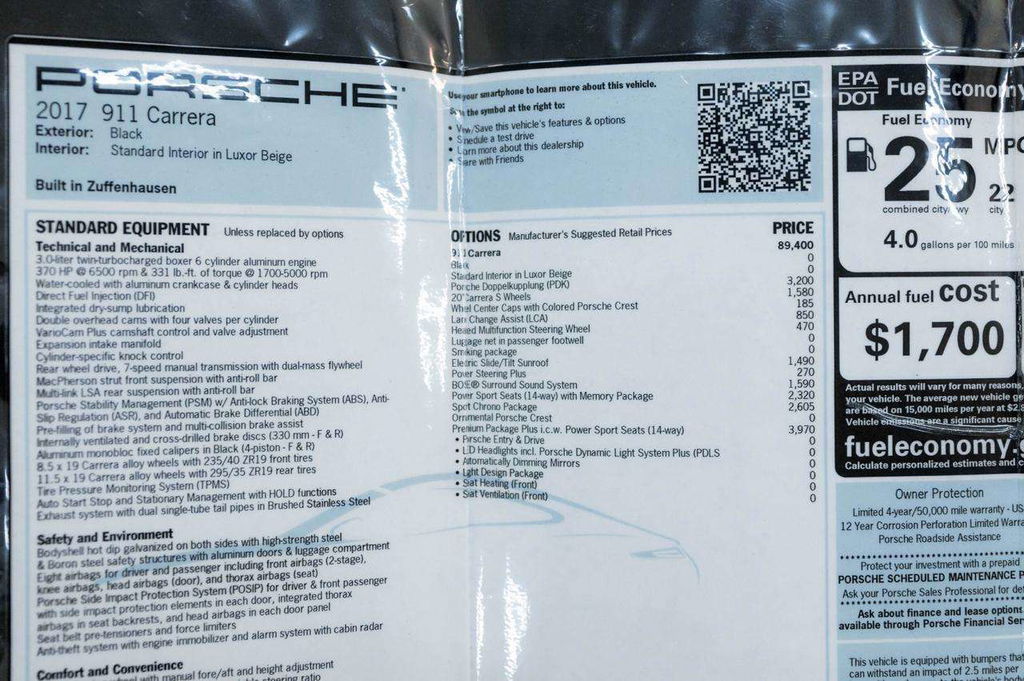 PORSCHE
2017 911 Carrera
Exterior: Black
Interior: Standard Interior in Luxor Beige
Built in Zuffenhausen
Use your smartphone to learn more about this vehicle.
the symbol at the right to:
• View/Save this vehicle's features & options
• Schedule a test drive
• Learn more about this dealership
• Share with Friends
STANDARD EQUIPMENT Unless replaced by options
Technical and Mechanical
3.0-liter twin-turbocharged boxer 6 cylinder aluminum engine
370 HP @ 6500 rpm & 331 lb.-ft. of torque @ 1700-5000 rpm
Water-cooled with aluminum crankcase & cylinder heads
Direct Fuel Injection (DFI)
Integrated dry-sump lubrication
Double overhead cams with four valves per cylinder
VarioCam Plus camshaft control and valve adjustment
Expansion intake manifold
Cylinder-specific knock control
Rear wheel drive, 7-speed manual transmission with dual-mass flywheel
MacPherson strut front suspension with anti-roll bar
Multi-link LSA rear suspension with anti-roll bar
Porsche Stability Management (PSM) w/ Anti-lock Braking System (ABS), Anti-
Slip Regulation (ASR), and Automatic Brake Differential (ABD)
Pre-filling of brake system and multi-collision brake assist
Internally ventilated and cross-drilled brake discs (330 mm - F & R)
Aluminum monobloc fixed calipers in Black (4-piston - F & R)
8.5 x 19 Carrera alloy wheels with 235/40 ZR19 front tires
11.5 x 19 Carrera alloy wheels with 295/35 ZR19 rear tires
Tire Pressure Monitoring System (TPMS)
Auto Start Stop and Stationary Management with HOLD functions
Exhaust system with dual single-tube tail pipes in Brushed Stainless Steel
Safety and Environment
Bodyshell hot dip galvanized on both sides with high-strength steel
& Boron steel safety structures with aluminum doors & luggage compartment
Eight airbags for driver and passenger including front airbags (2-stage),
knee airbags, head airbags (door), and thorax airbags (seat)
Porsche Side Impact Protection System (POSIP) for driver & front passenger
with side impact protection elements in each door, integrated thorax
airbags in seat backrests, and head airbags in each door panel
Seat belt pre-tensioners and force limiters
Anti-theft system with engine immobilizer and alarm system with cabin radar
Comfort and Convenience
with manual fore/aft and height adjustment
steering ratio
OPTIONS Manufacturer's Suggested Retail Prices PRICE
911 Carrera 89,400
Black 0
Standard Interior in Luxor Beige 0
Porsche Doppelkupplung (PDK) 3,200
20" Carrera S Wheels 1,580
Wheel Center Caps with Colored Porsche Crest 185
Lane Change Assist (LCA) 850
Heated Multifunction Steering Wheel 470
Luggage net in passenger footwell 0
Smoking package 0
Electric Slide/Tilt Sunroof 1,490
Power Steering Plus 270
BOSE® Surround Sound System 1,590
Power Sport Seats (14-way) with Memory Package 2,320
Sport Chrono Package 2,605
Ornamental Porsche Crest 0
Premium Package Plus i.c.w. Power Sport Seats (14-way) 3,970
• Porsche Entry & Drive 0
• LED Headlights incl. Porsche Dynamic Light System Plus (PDLS 0
• Automatically Dimming Mirrors 0
• Light Design Package 0
• Seat Heating (Front) 0
• Seat Ventilation (Front) 0
EPA
DOT Fuel Economy
Fuel Economy
25 MPG
22
combined city/hwy city
4.0 gallons per 100 miles
Annual fuel cost
$1,700
Actual results will vary for many reasons,
your vehicle. The average new vehicle ge
are based on 15,000 miles per year at $2.
Vehicle emissions are a significant cause
fueleconomy.
Calculate personalized estimates and c
Owner Protection
Limited 4-year/50,000 mile warranty - US
12 Year Corrosion Perforation Limited Warra
Porsche Roadside Assistance
Protect your investment with a prepaid
PORSCHE SCHEDULED MAINTENANCE P
Ask your Porsche Sales Professional for det
Ask about finance and lease options
available through Porsche Financial Ser
This vehicle is equipped with bumpers that
can withstand an impact of 2.5 miles per